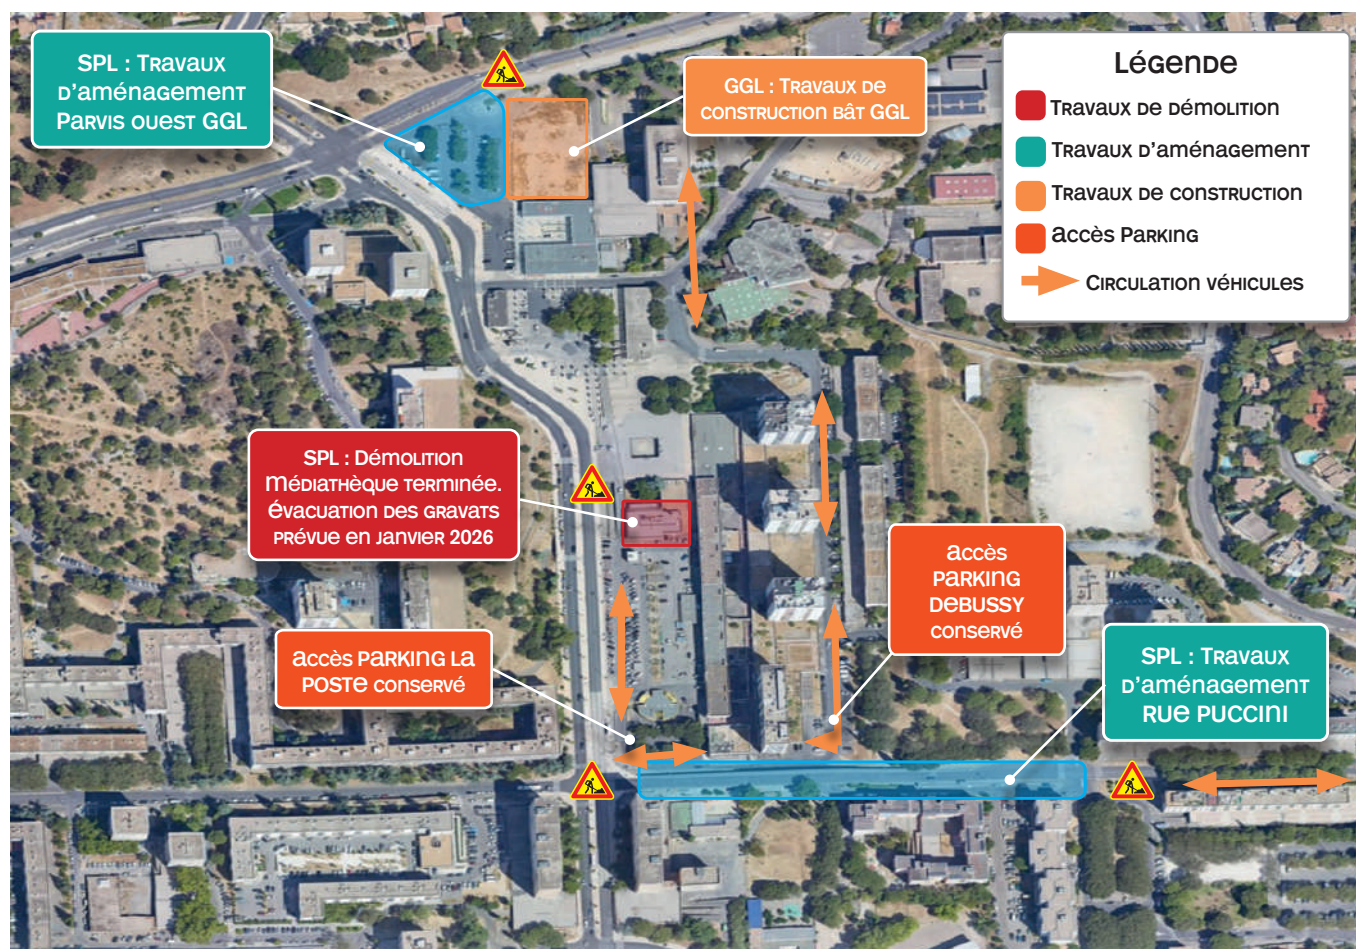 SPL : Travaux
d'aménagement
Parvis ouest GGL
GGL : Travaux de
construction bât GGL
Légende
Travaux de démolition
Travaux d'aménagement
Travaux de construction
accès Parking
Circulation véhicules
SPL : Démolition
médiathèque terminée.
évacuation des gravats
prévue en janvier 2026
accès PARKING LA
POSTE conservé
accès
PARKING
DEBUSSY
conservé
SPL : Travaux
d'aménagement
RUE PUCCINI